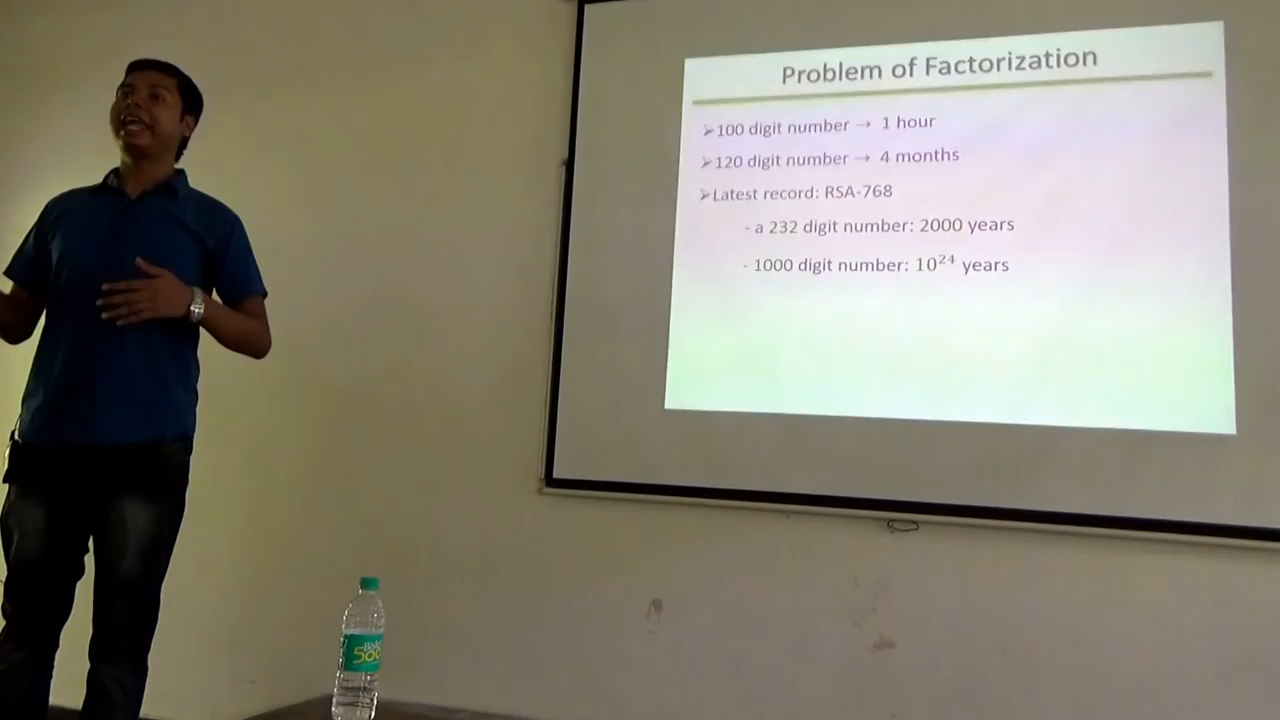 Problem of Factorization
➢100 digit number → 1 hour
➢120 digit number → 4 months
➢Latest record: RSA-768
- a 232 digit number: 2000 years
- 1000 digit number: 10²⁴ years
500